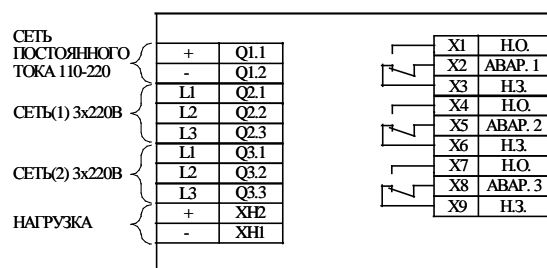 СЕТЬ
ПОСТОЯННОГО
ТОКА 110-220
+ Q1.1
- Q1.2
СЕТЬ(1) 3x220В
L1 Q2.1
L2 Q2.2
L3 Q2.3
СЕТЬ(2) 3x220В
L1 Q3.1
L2 Q3.2
L3 Q3.3
НАГРУЗКА
+ XH2
- XH1
X1 Н.О.
X2 АВАР. 1
X3 Н.З.
X4 Н.О.
X5 АВАР. 2
X6 Н.З.
X7 Н.О.
X8 АВАР. 3
X9 Н.З.